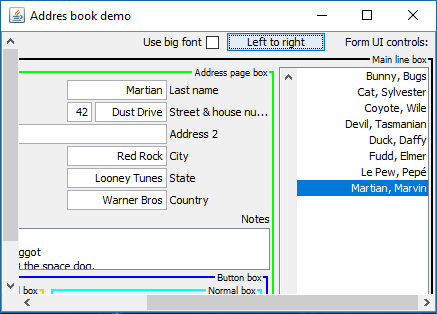 Addres book demo
Use big font Left to right Form UI controls:
Main line box
Address page box
Bunny, Bugs
Cat, Sylvester
Coyote, Wile
Devil, Tasmanian
Duck, Daffy
Fudd, Elmer
Le Pew, Pepé
Martian, Marvin
Martian Last name
42 Dust Drive Street & house nu...
Address 2
Red Rock City
Looney Tunes State
Warner Bros Country
Notes
ggot
the space dog.
Button box
box Normal box